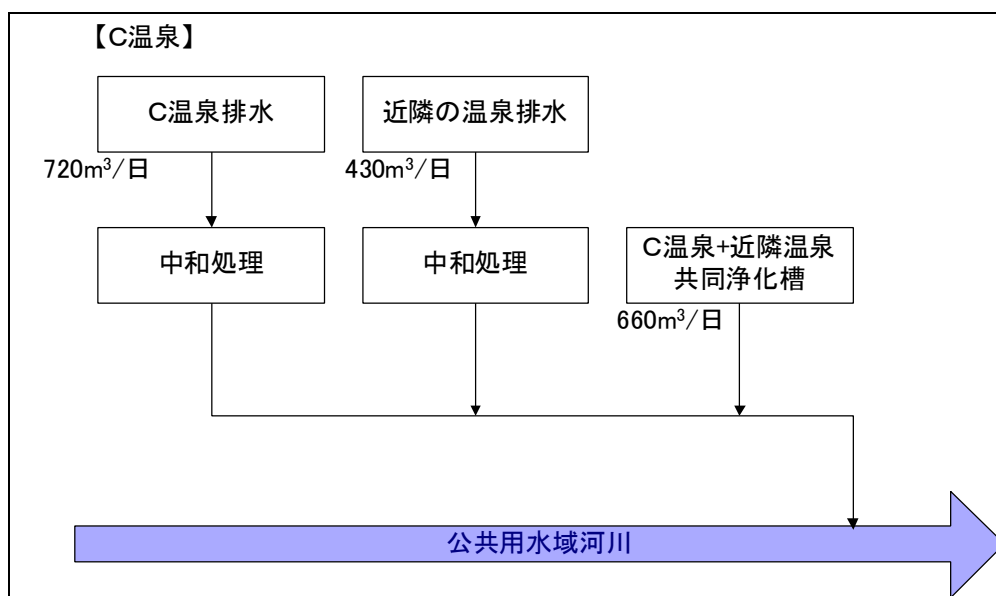 【C温泉】
C温泉排水
近隣の温泉排水
720m³/日
430m³/日
中和処理
中和処理
C温泉+近隣温泉
共同浄化槽
660m³/日
公共用水域河川